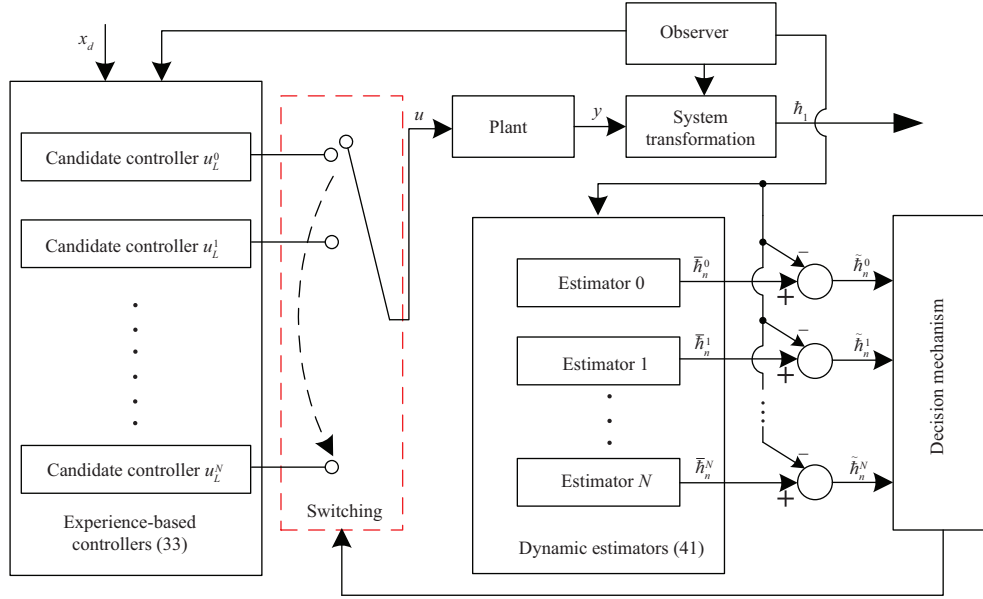 x_d
Observer
Candidate controller u_L^0
Candidate controller u_L^1
Candidate controller u_L^N
Experience-based
controllers (33)
Switching
u
Plant
y
System
transformation
ħ_1
Estimator 0
Estimator 1
Estimator N
Dynamic estimators (41)
ħ̄_n^0
ħ̄_n^1
ħ̄_n^N
−
+
−
+
−
+
ħ̃_n^0
ħ̃_n^1
ħ̃_n^N
Decision mechanism